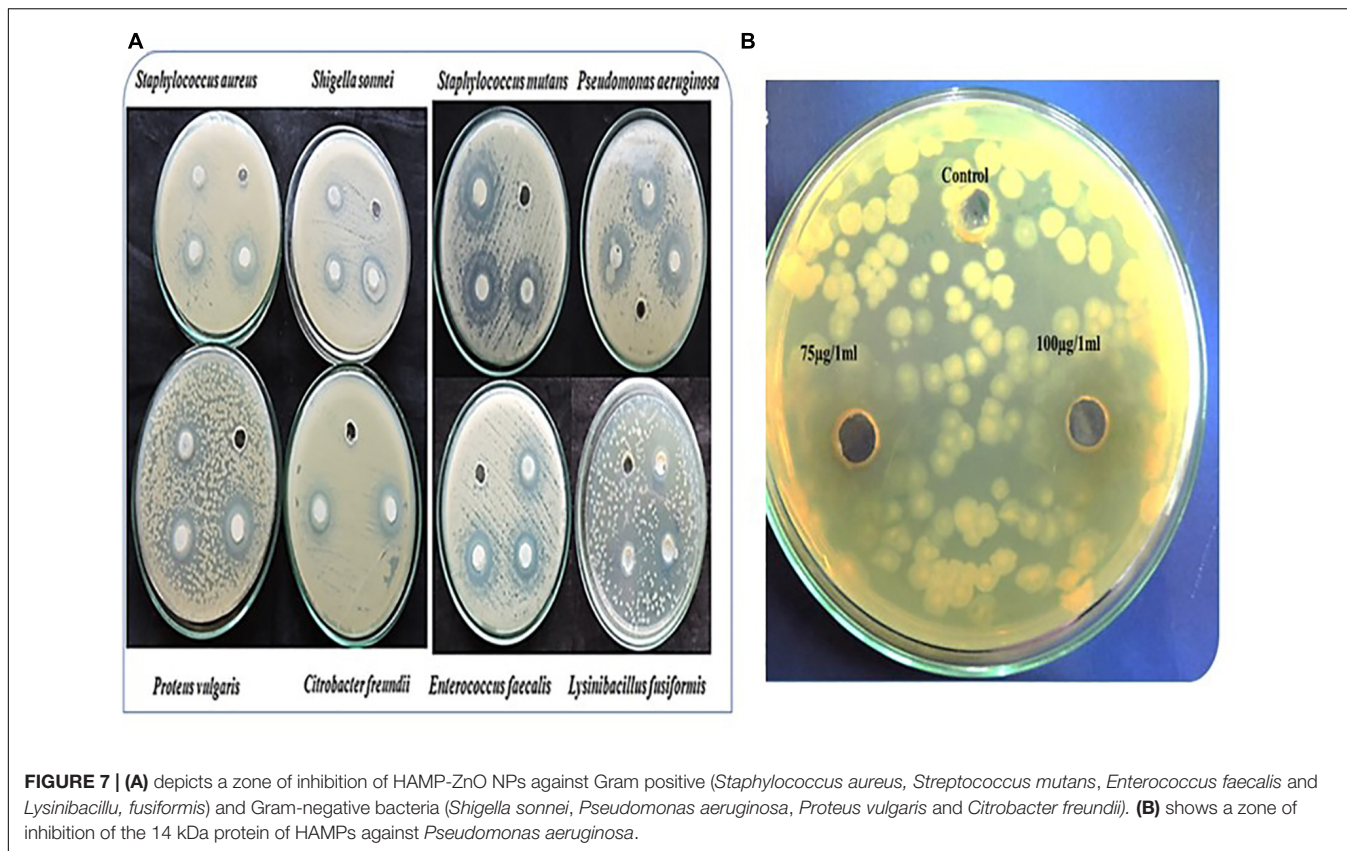 A
B
Staphylococcus aureus
Shigella sonnei
Staphylococcus mutans
Pseudomonas aeruginosa
Control
75µg/1ml
100µg/1ml
Proteus vulgaris
Citrobacter freundii
Enterococcus faecalis
Lysinibacillus fusiformis
FIGURE 7 | (A) depicts a zone of inhibition of HAMP-ZnO NPs against Gram positive (Staphylococcus aureus, Streptococcus mutans, Enterococcus faecalis and
Lysinibacillu, fusiformis) and Gram-negative bacteria (Shigella sonnei, Pseudomonas aeruginosa, Proteus vulgaris and Citrobacter freundii). (B) shows a zone of
inhibition of the 14 kDa protein of HAMPs against Pseudomonas aeruginosa.